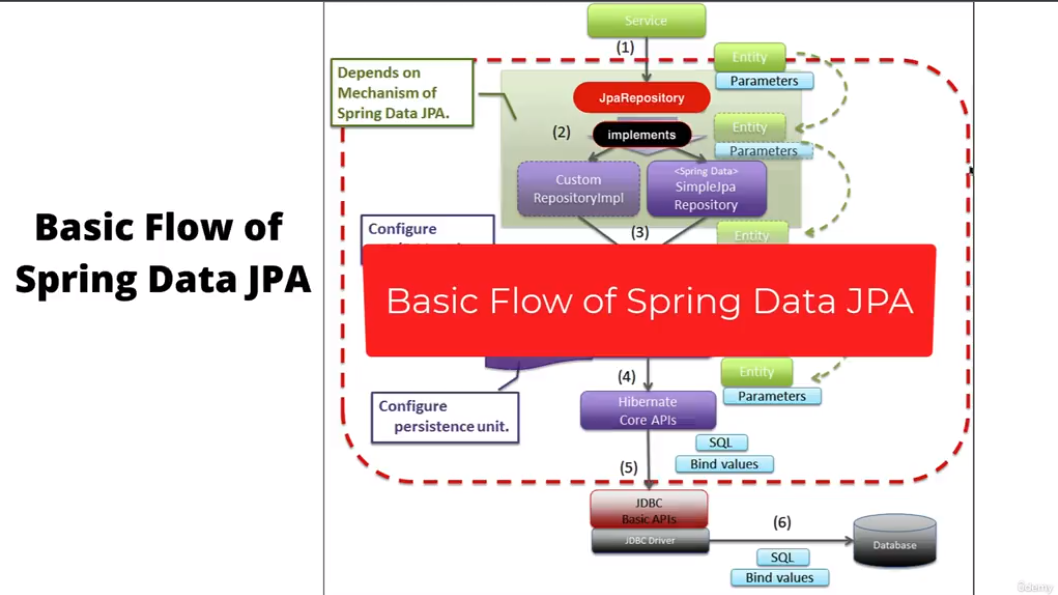 Service
(1)
Entity
Parameters
Depends on
Mechanism of
Spring Data JPA.
JpaRepository
(2)
implements
Entity
Parameters
Custom
RepositoryImpl
<Spring Data>
SimpleJpa
Repository
Basic Flow of
Spring Data JPA
Configure
(3)
Entity
Basic Flow of Spring Data JPA
(4)
Entity
Parameters
Configure
persistence unit.
Hibernate
Core APIs
SQL
Bind values
(5)
JDBC
Basic APIs
JDBC Driver
(6)
SQL
Bind values
Database
Udemy